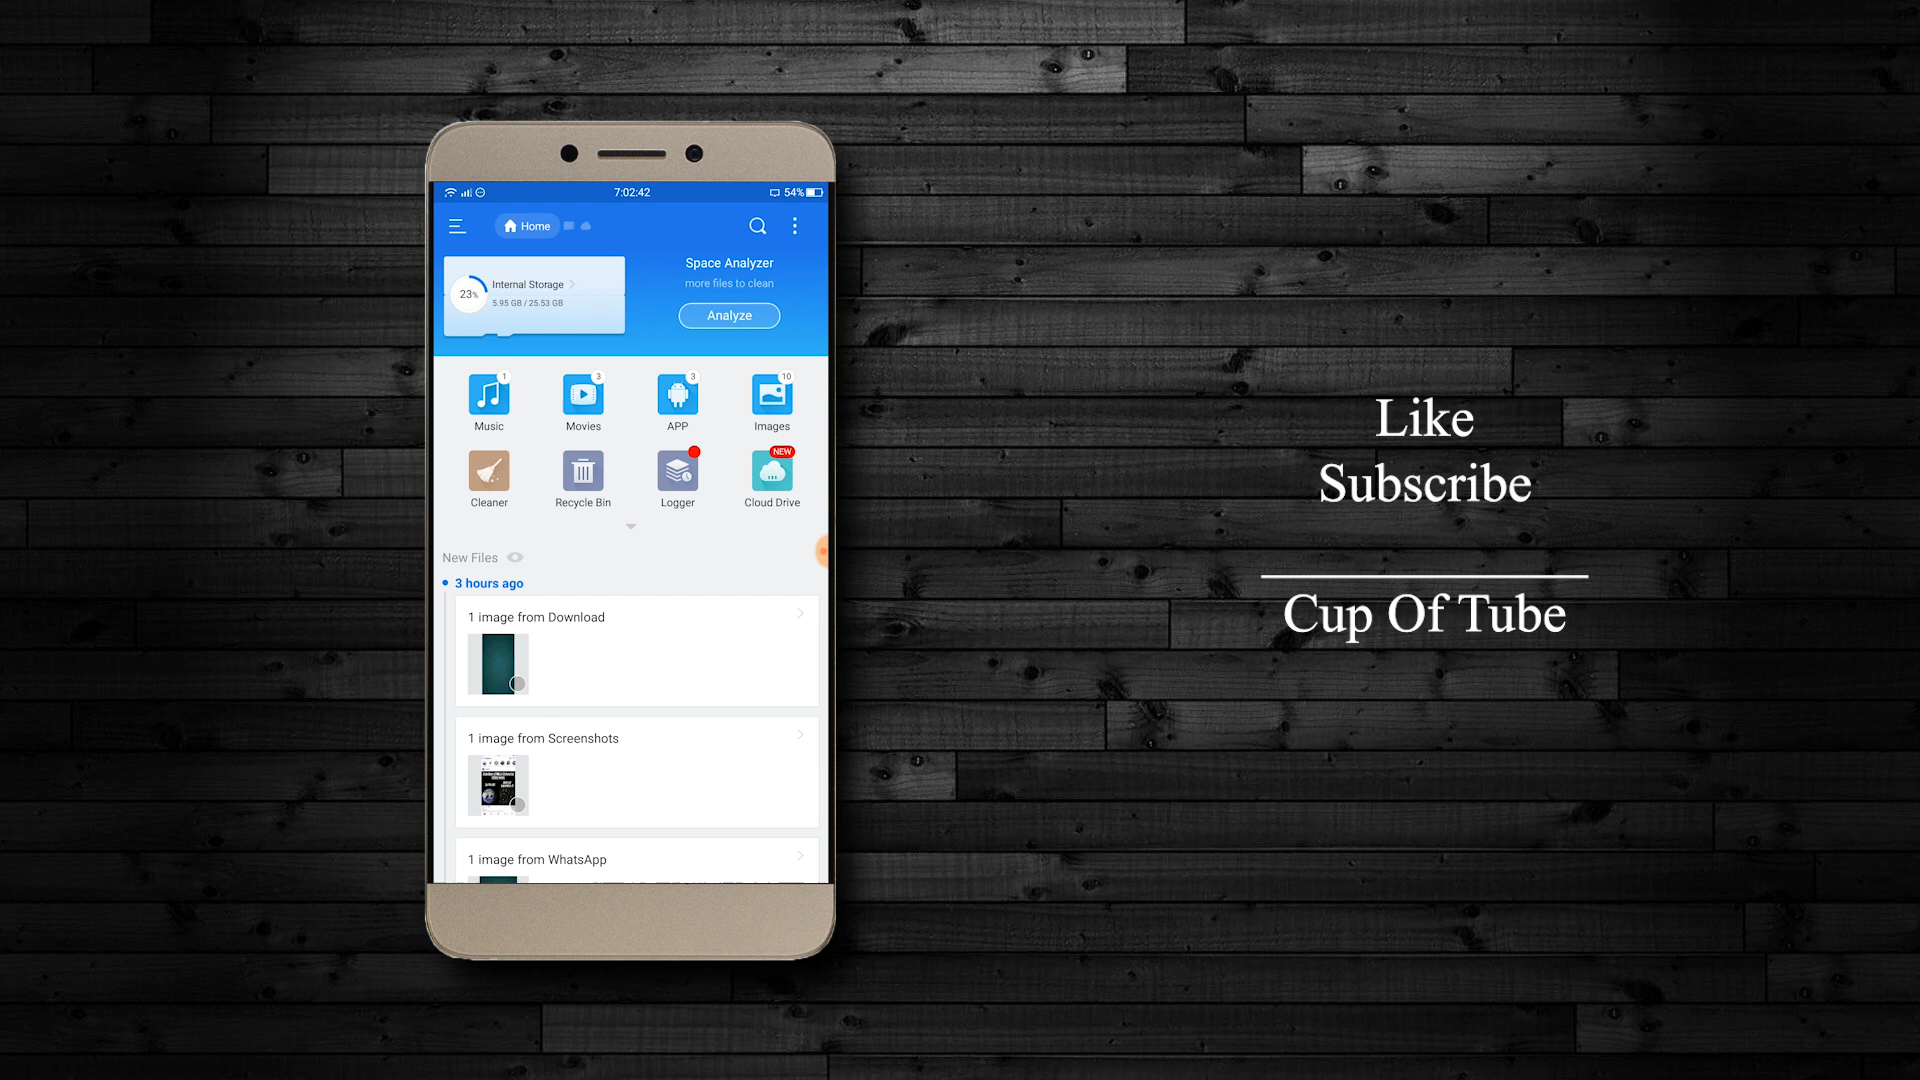 7:02:42
54%
Home
23%
Internal Storage
5.95 GB / 25.53 GB
Space Analyzer
more files to clean
Analyze
1
3
3
10
Music
Movies
APP
Images
NEW
Cleaner
Recycle Bin
Logger
Cloud Drive
New Files
3 hours ago
1 image from Download
1 image from Screenshots
1 image from WhatsApp
Like
Subscribe
Cup Of Tube